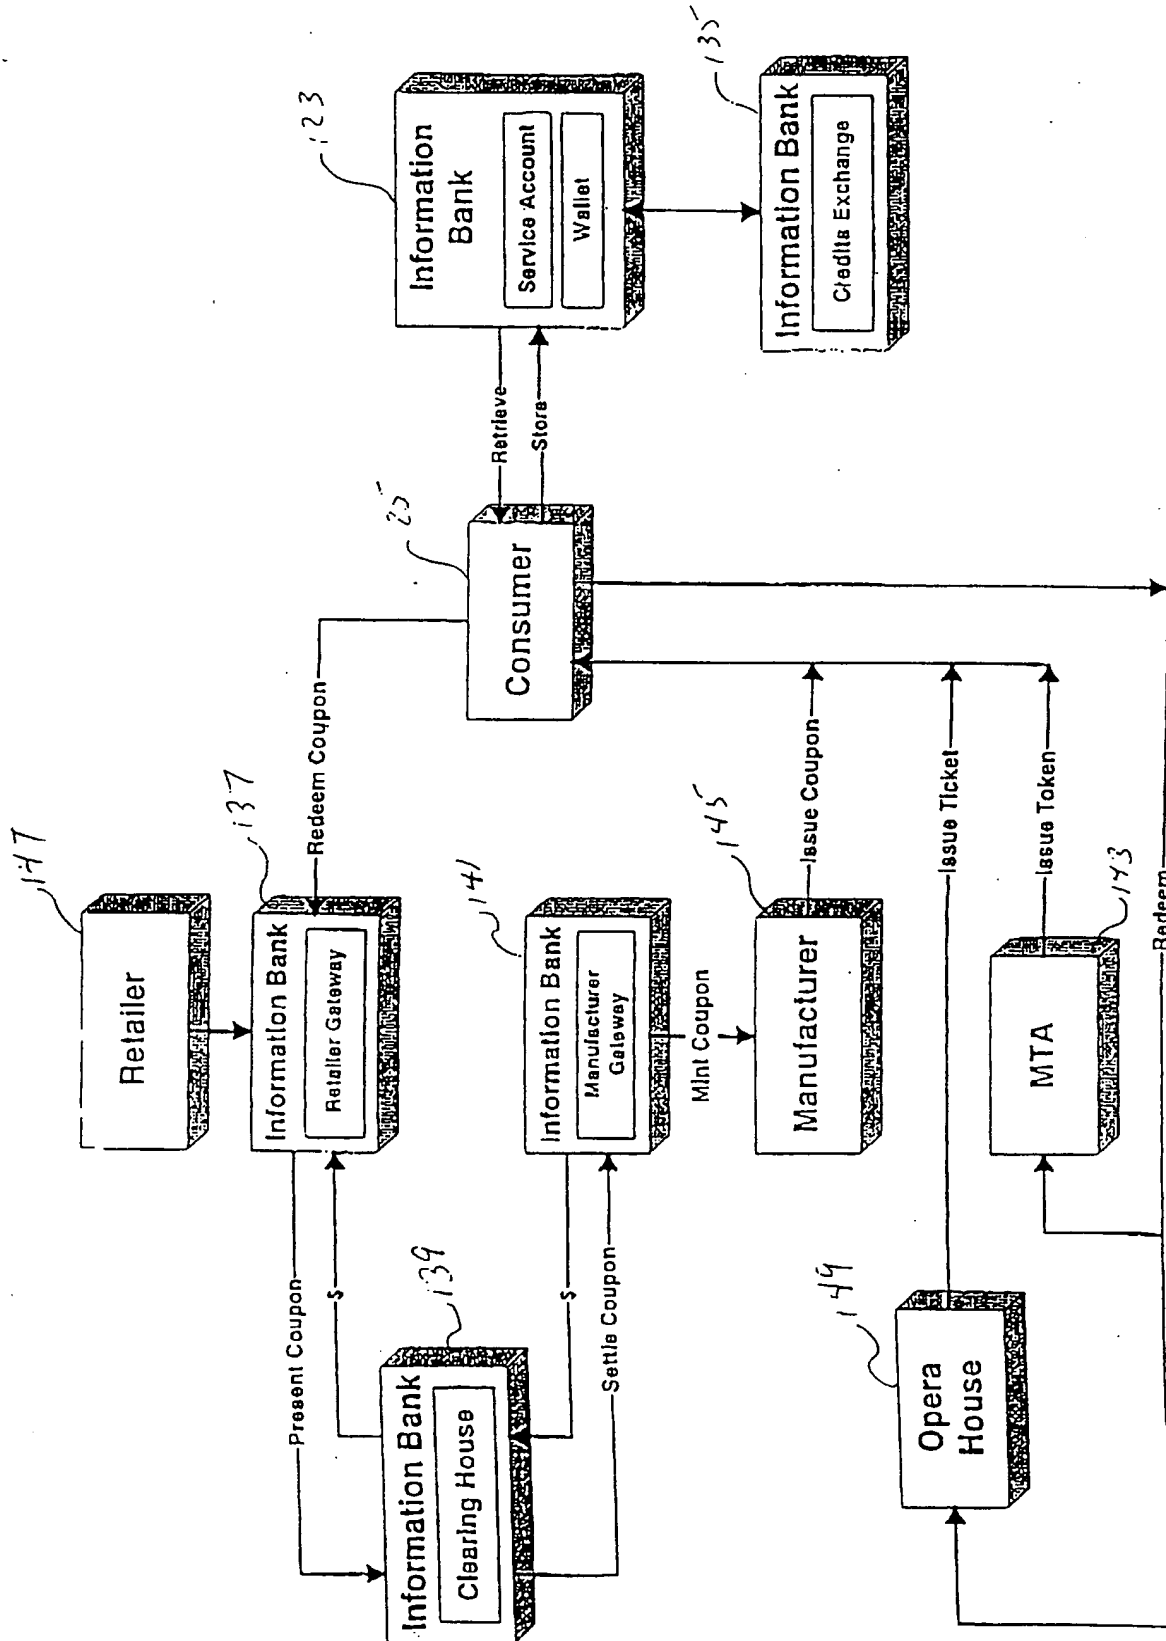 147
Retailer
137
Information Bank
Retailer Gateway
Redeem Coupon
Present Coupon
$
139
Information Bank
Clearing House
$
Settle Coupon
141
Information Bank
Manufacturer
Gateway
Mint Coupon
145
Manufacturer
Issue Coupon
25
Consumer
Retrieve
Store
123
Information
Bank
Service Account
Wallet
135
Information Bank
Credits Exchange
149
Opera
House
Issue Ticket
MTA
143
Issue Token
Redeem